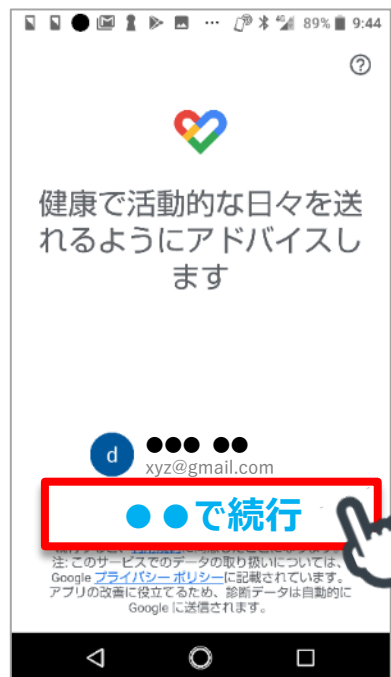 89% 9:44
健康で活動的な日々を送
れるようにアドバイスし
ます
d
●●● ●●
xyz@gmail.com
●●で続行
注: このサービスでのデータの取り扱いについては、
Google プライバシー ポリシーに記載されています。
アプリの改善に役立てるため、診断データは自動的に
Google に送信されます。